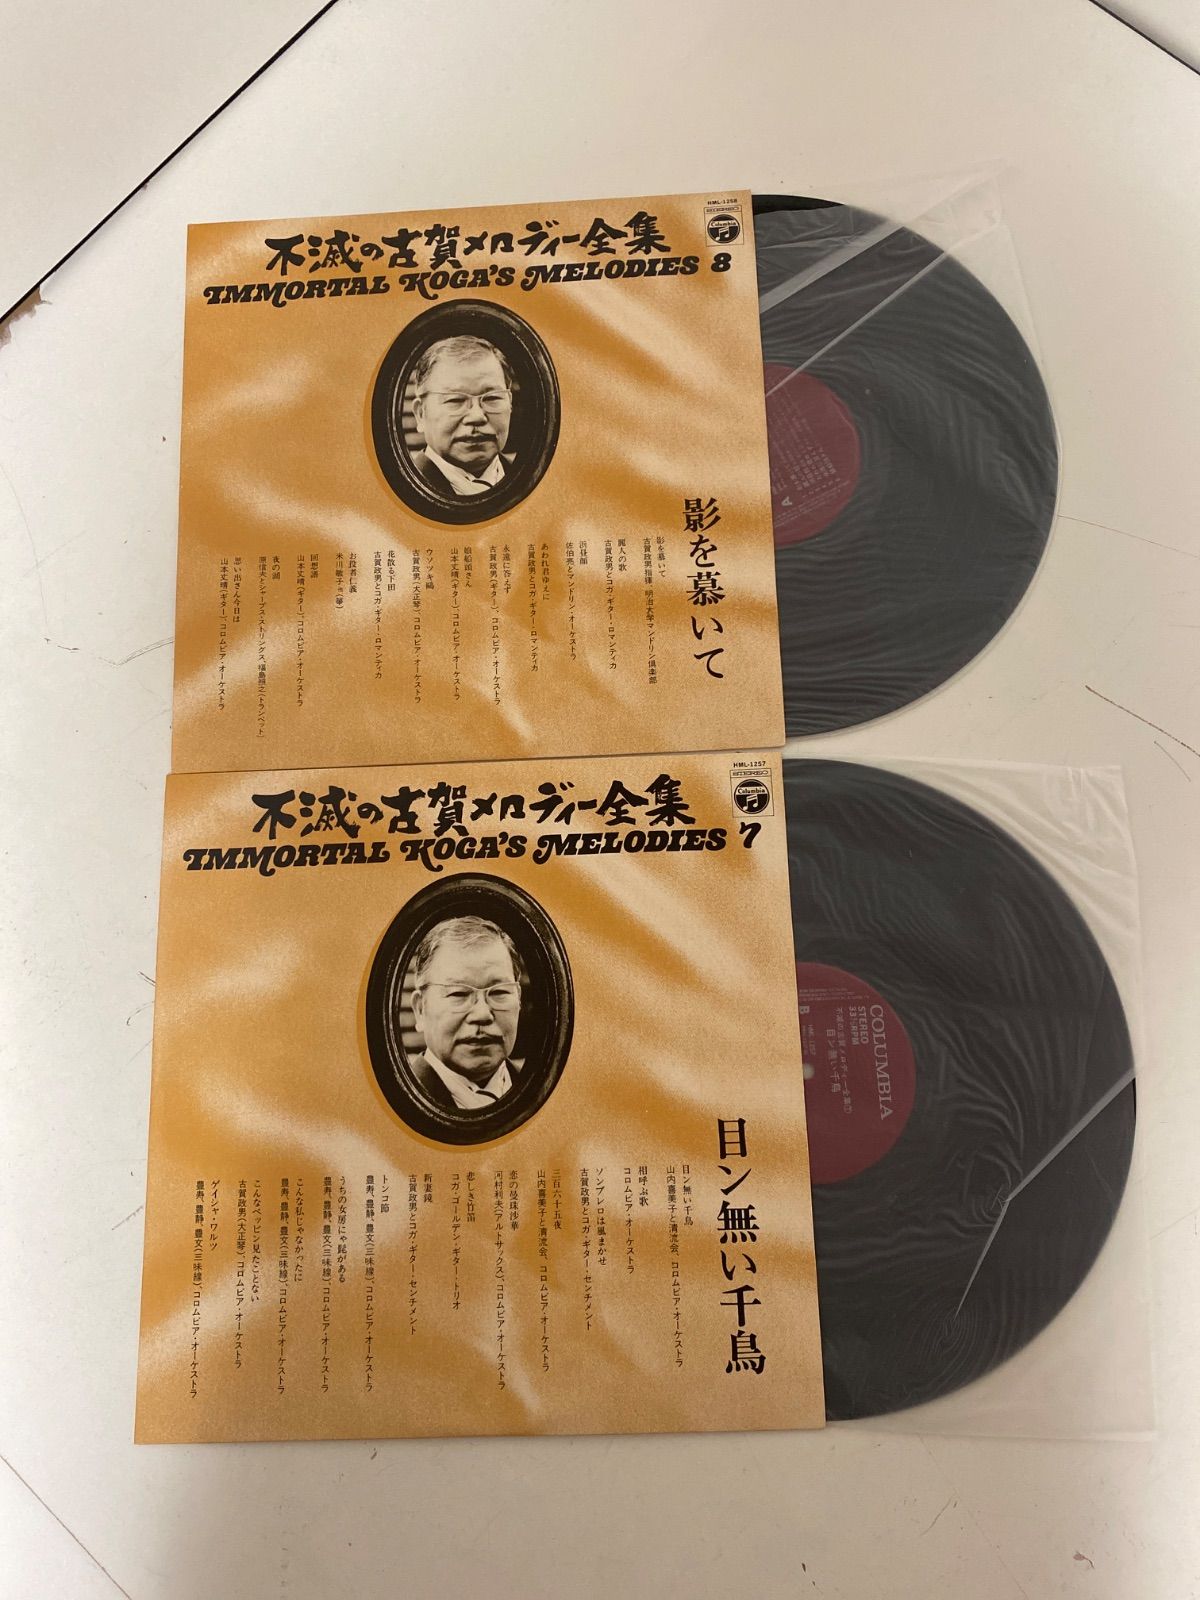 HML-1258
STEREO
Columbia
不滅の古賀メロディー全集
IMMORTAL KOGA'S MELODIES 8
影を慕いて
影を慕いて
古賀政男指揮、明治大学マンドリン倶楽部
麗人の歌
古賀政男とコガ・ギター・ロマンティカ
浜昼顔
佐伯亮とマンドリン・オーケストラ
あわれ君ゆえに
古賀政男とコガ・ギター・ロマンティカ
永遠に答えず
古賀政男(ギター)、コロムビア・オーケストラ
娘船頭さん
山本丈晴(ギター)、コロムビア・オーケストラ
ウソツキ鴎
古賀政男(大正琴)、コロムビア・オーケストラ
花散る下田
古賀政男とコガ・ギター・ロマンティカ
お役者仁義
米川敏子(箏)
回想譜
山本丈晴(ギター)、コロムビア・オーケストラ
夜の湖
原信夫とシャープス・ストリングス、福島照之(トランペット)
思い出さん今日は
山本丈晴(ギター)、コロムビア・オーケストラ
A
HML-1257
STEREO
Columbia
不滅の古賀メロディー全集
IMMORTAL KOGA'S MELODIES 7
目ン無い千鳥
目ン無い千鳥
山内喜美子と清流会、コロムビア・オーケストラ
相呼ぶ歌
コロムビア・オーケストラ
ソンブレロは風まかせ
古賀政男とコガ・ギター・センチメント
三百六十五夜
山内喜美子と清流会、コロムビア・オーケストラ
恋の曼珠沙華
河村利夫(アルトサックス)、コロムビア・オーケストラ
悲しき竹笛
コガ・ゴールデン・ギター・トリオ
新妻鏡
古賀政男とコガ・ギター・センチメント
トンコ節
豊寿、豊静、豊文(三味線)、コロムビア・オーケストラ
うちの女房にゃ髭がある
豊寿、豊静、豊文(三味線)、コロムビア・オーケストラ
こんな私じゃなかったに
豊寿、豊静、豊文(三味線)、コロムビア・オーケストラ
こんなベッピン見たことない
古賀政男(大正琴)、コロムビア・オーケストラ
ゲイシャ・ワルツ
豊寿、豊静、豊文(三味線)、コロムビア・オーケストラ
COLUMBIA
STEREO
33⅓RPM
不滅の古賀メロディー全集⑦
目ン無い千鳥
HML-1257
B